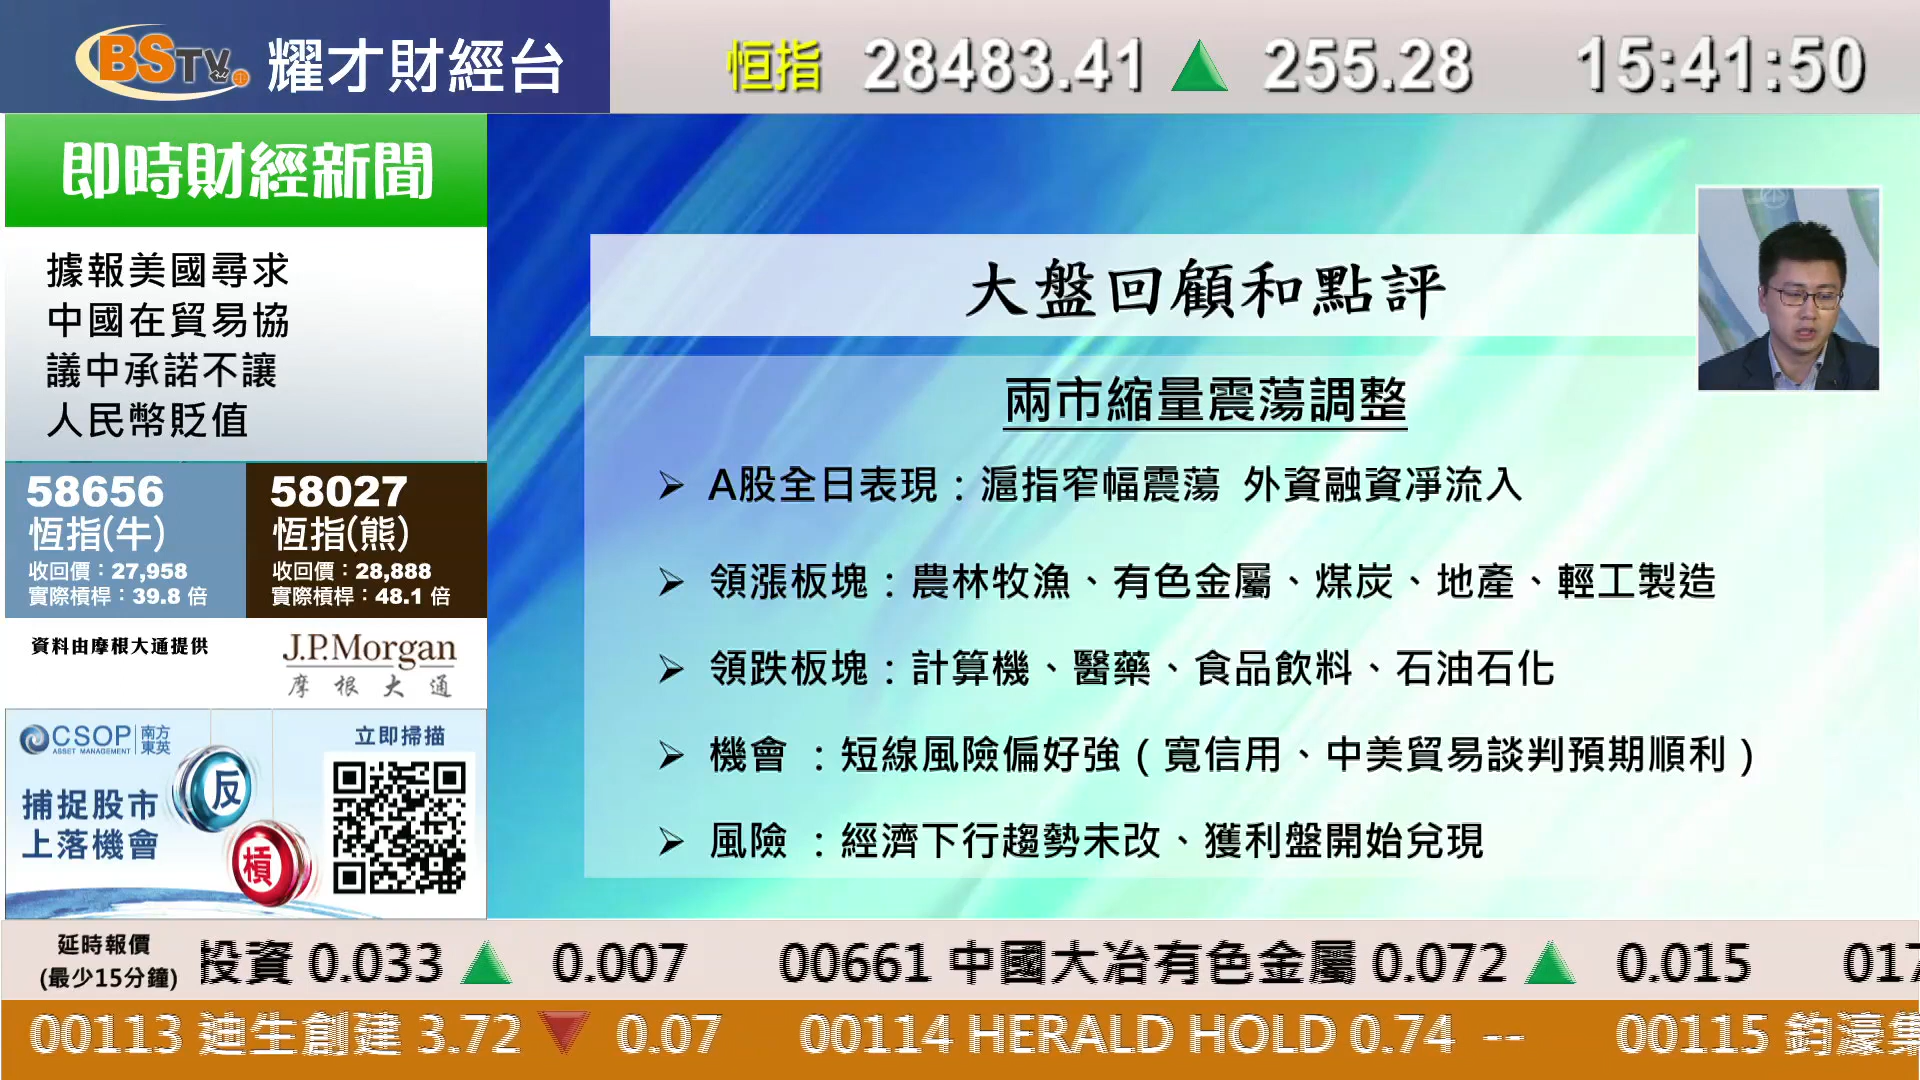 BSTV 耀才財經台
恒指 28483.41 ▲ 255.28 15:41:50
即時財經新聞
據報美國尋求
中國在貿易協
議中承諾不讓
人民幣貶值
58656
恆指(牛)
收回價：27,958
實際槓桿：39.8 倍
58027
恆指(熊)
收回價：28,888
實際槓桿：48.1 倍
資料由摩根大通提供
J.P.Morgan
摩根大通
CSOP 南方東英
ASSET MANAGEMENT
立即掃描
捕捉股市
上落機會
反
槓
大盤回顧和點評
兩市縮量震蕩調整
➢ A股全日表現：滬指窄幅震蕩 外資融資淨流入
➢ 領漲板塊：農林牧漁、有色金屬、煤炭、地產、輕工製造
➢ 領跌板塊：計算機、醫藥、食品飲料、石油石化
➢ 機會 ：短線風險偏好強（寬信用、中美貿易談判預期順利）
➢ 風險 ：經濟下行趨勢未改、獲利盤開始兌現
延時報價
(最少15分鐘)
投資 0.033 ▲ 0.007 00661 中國大冶有色金屬 0.072 ▲ 0.015 017
00113 迪生創建 3.72 ▼ 0.07 00114 HERALD HOLD 0.74 -- 00115 鈞濠集